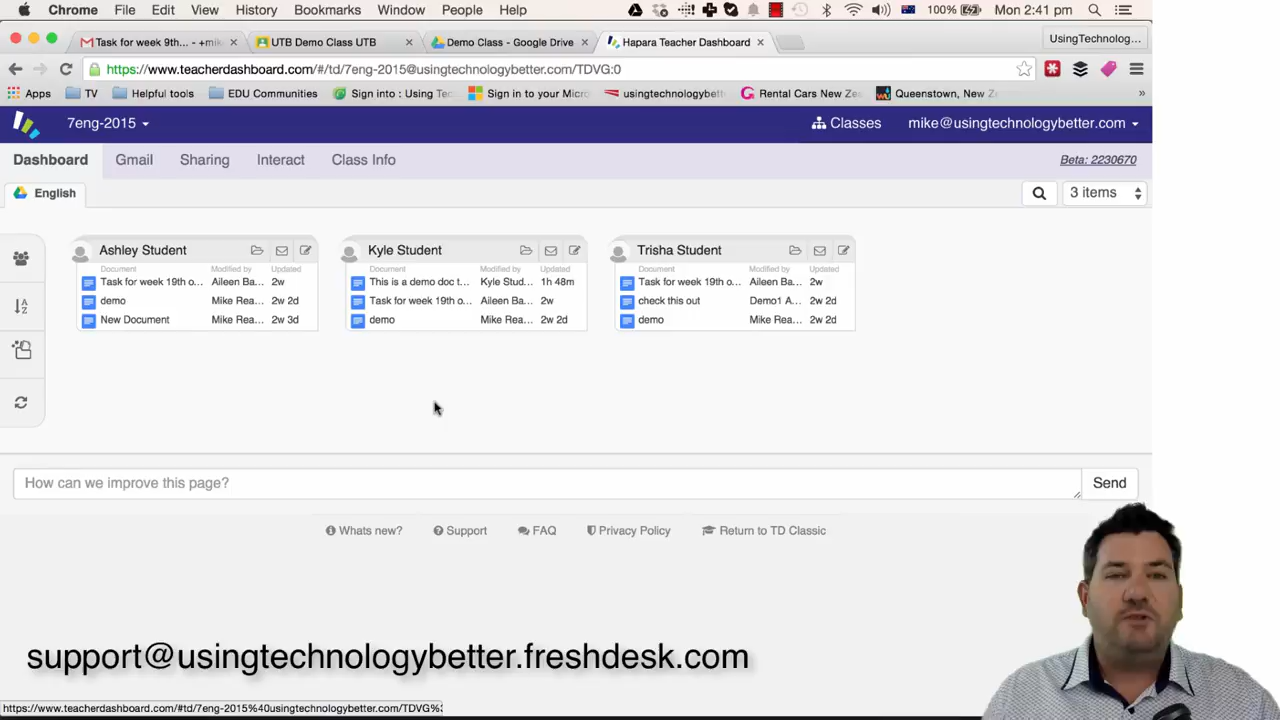 Chrome File Edit View History Bookmarks Window People Help 100% Mon 2:41 pm
Task for week 9th... - +mik UTB Demo Class UTB Demo Class - Google Drive Hapara Teacher Dashboard UsingTechnolog...
https://www.teacherdashboard.com/#/td/7eng-2015@usingtechnologybetter.com/TDVG:0
Apps TV Helpful tools EDU Communities Sign into : Using Tec Sign in to your Micr usingtechnologybett Rental Cars New Ze Queenstown, New Ze »
7eng-2015 Classes mike@usingtechnologybetter.com
Dashboard Gmail Sharing Interact Class Info Beta: 2230670
English 3 items
Ashley Student Kyle Student Trisha Student
Document Modified by Updated Document Modified by Updated Document Modified by Updated
Task for week 19th o... Aileen Ba... 2w This is a demo doc t... Kyle Stud... 1h 48m Task for week 19th o... Aileen Ba... 2w
demo Mike Rea... 2w 2d Task for week 19th o... Aileen Ba... 2w check this out Demo1 A... 2w 2d
New Document Mike Rea... 2w 3d demo Mike Rea... 2w 2d demo Mike Rea... 2w 2d
How can we improve this page? Send
Whats new? Support FAQ Privacy Policy Return to TD Classic
support@usingtechnologybetter.freshdesk.com
https://www.teacherdashboard.com/#td/7eng-2015%40usingtechnologybetter.com/TDVG%3